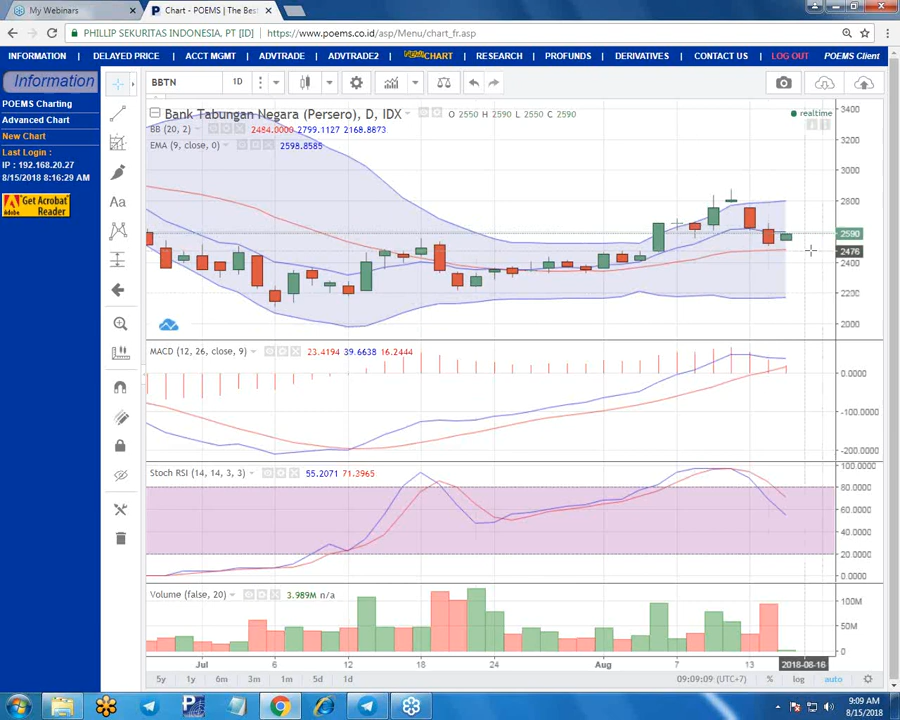 My Webinars
Chart - POEMS | The Bes
PHILLIP SEKURITAS INDONESIA. PT [ID]
https://www.poems.co.id/asp/Menu/chart_fr.asp
INFORMATION
DELAYED PRICE
ACCT MGMT
ADVTRADE
ADVTRADE2
CHART
RESEARCH
PROFUNDS
DERIVATIVES
CONTACT US
LOG OUT
POEMS Client
Information
POEMS Charting
Advanced Chart
New Chart
Last Login :
IP : 192.168.20.27
8/15/2018 8:16:29 AM
Get Acrobat
Reader
BBTN
1D
Bank Tabungan Negara (Persero), D, IDX
O 2550 H 2590 L 2550 C 2590
realtime
BB (20, 2)
2484.0000 2799.1127 2168.8873
EMA (9, close, 0)
2598.8585
3400
3200
3000
2800
2590
2476
2400
2200
2000
MACD (12, 26, close, 9)
23.4194 39.6638 16.2444
0.0000
-100.0000
-200.0000
Stoch RSI (14, 14, 3, 3)
55.2071 71.3965
100.0000
80.0000
60.0000
40.0000
20.0000
0.0000
Volume (false, 20)
3.989M n/a
100M
50M
0
Jul
6
12
18
24
Aug
7
13
2018-08-16
5y
1y
6m
3m
1m
5d
1d
09:09:09 (UTC+7)
%
log
auto
9:09 AM
8/15/2018